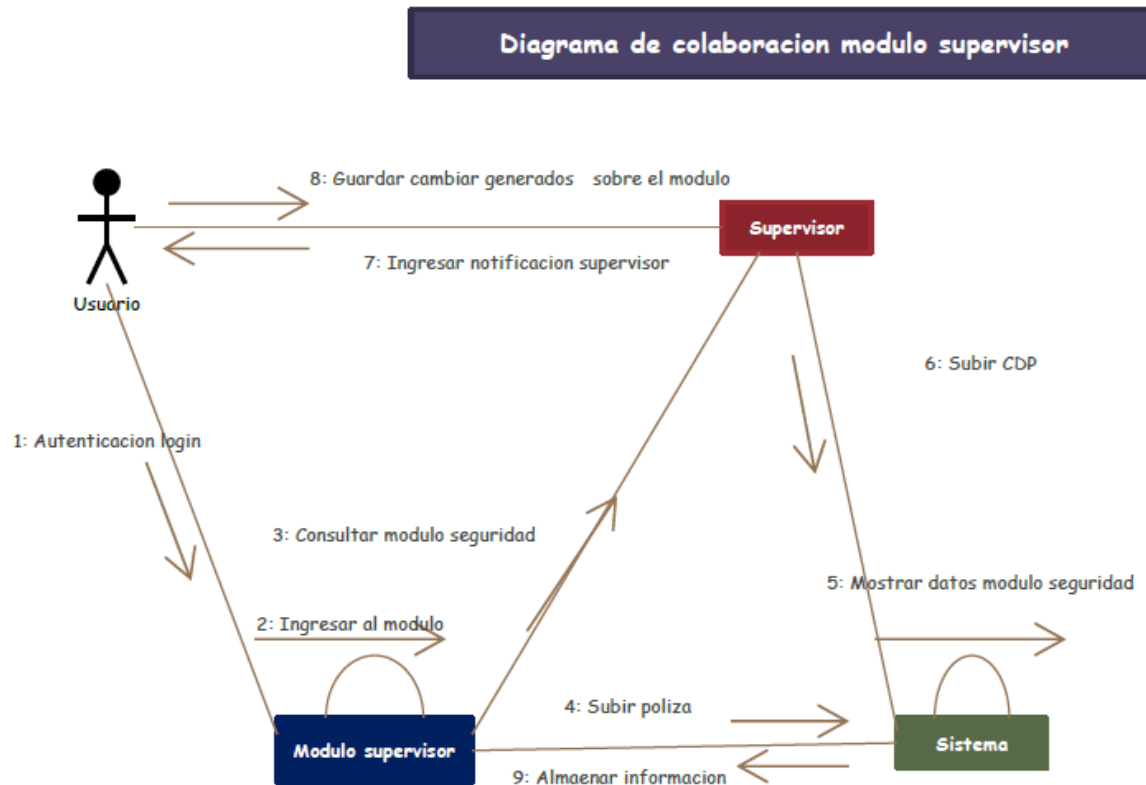 Diagrama de colaboracion modulo supervisor
8: Guardar cambiar generados sobre el modulo
Supervisor
7: Ingresar notificacion supervisor
Usuario
6: Subir CDP
1: Autenticacion login
3: Consultar modulo seguridad
5: Mostrar datos modulo seguridad
2: Ingresar al modulo
4: Subir poliza
Modulo supervisor
Sistema
9: Almaenar informacion